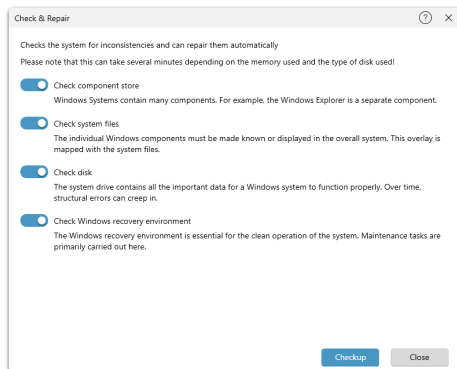 Check & Repair
Checks the system for inconsistencies and can repair them automatically
Please note that this can take several minutes depending on the memory used and the type of disk used!
Check component store
Windows Systems contain many components. For example, the Windows Explorer is a separate component.
Check system files
The individual Windows components must be made known or displayed in the overall system. This overlay is
mapped with the system files.
Check disk
The system drive contains all the important data for a Windows system to function properly. Over time,
structural errors can creep in.
Check Windows recovery environment
The Windows recovery environment is essential for the clean operation of the system. Maintenance tasks are
primarily carried out here.
Checkup Close